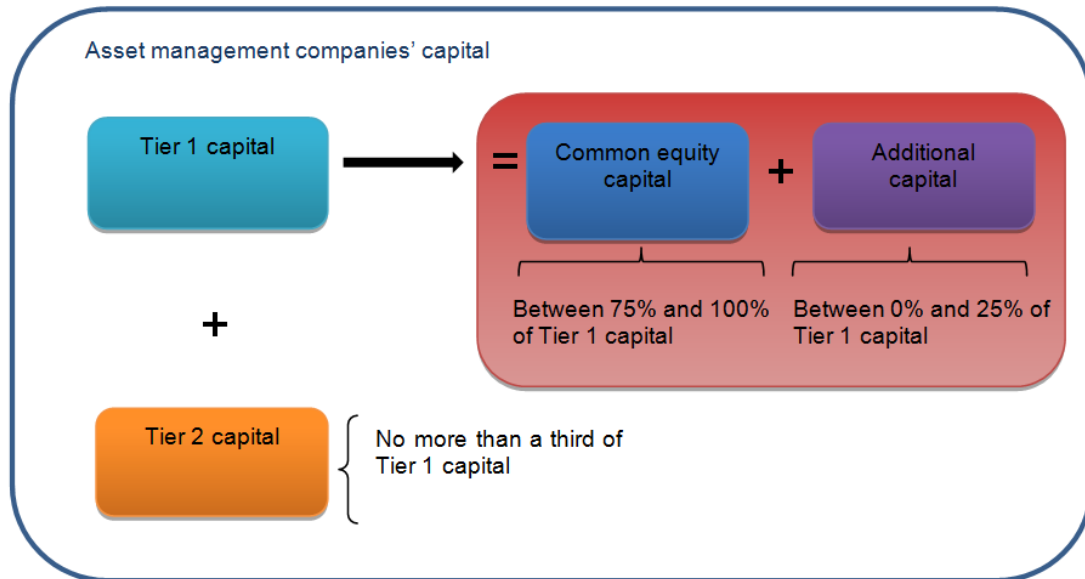 Asset management companies’ capital
Tier 1 capital
=
Common equity
capital
+
Additional
capital
Between 75% and 100%
of Tier 1 capital
Between 0% and 25% of
Tier 1 capital
+
Tier 2 capital
No more than a third of
Tier 1 capital